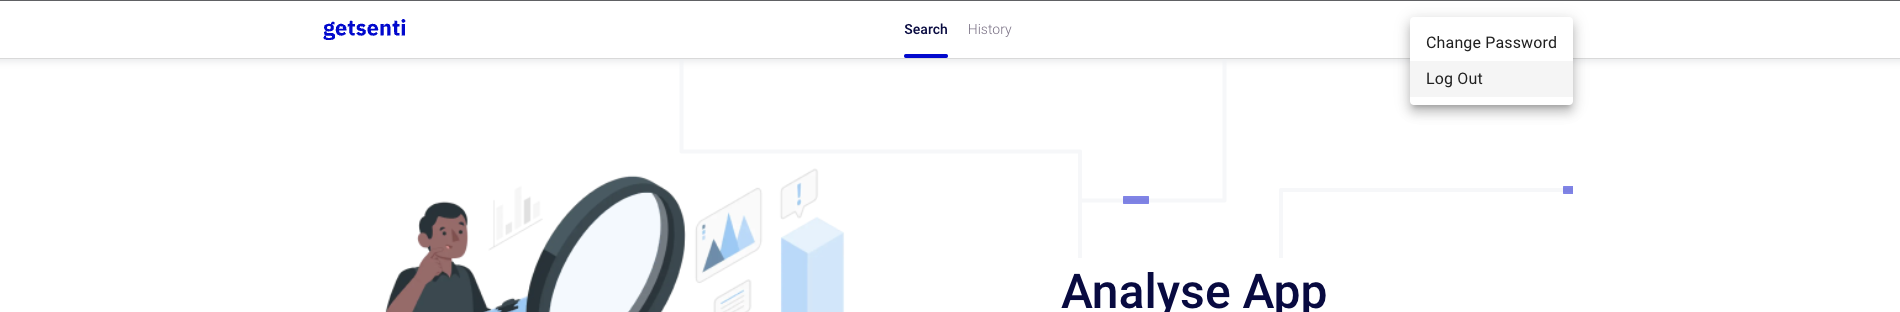 getsenti
Search
History
Change Password
Log Out
!
Analyse App